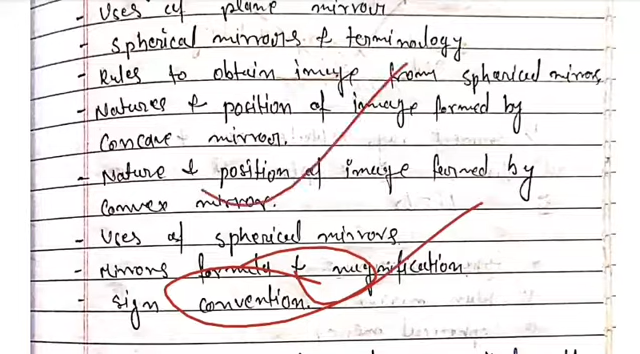 - Uses of plane mirror
- Spherical mirrors & terminology
- Rules to obtain image from spherical mirrors
- Natures & position of image formed by
concave mirror.
- Nature & position of image formed by
convex mirror.
- Uses of spherical mirrors
- Mirrors formula & magnification.
- Sign convention.